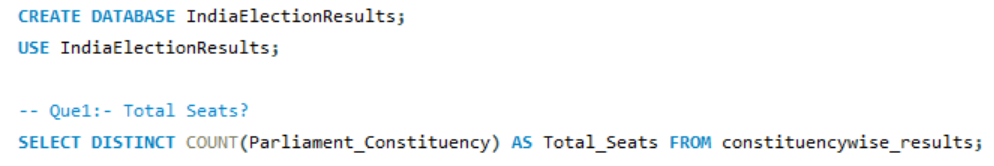 CREATE DATABASE IndiaElectionResults;
USE IndiaElectionResults;
-- Que1:- Total Seats?
SELECT DISTINCT COUNT(Parliament_Constituency) AS Total_Seats FROM constituencywise_results;